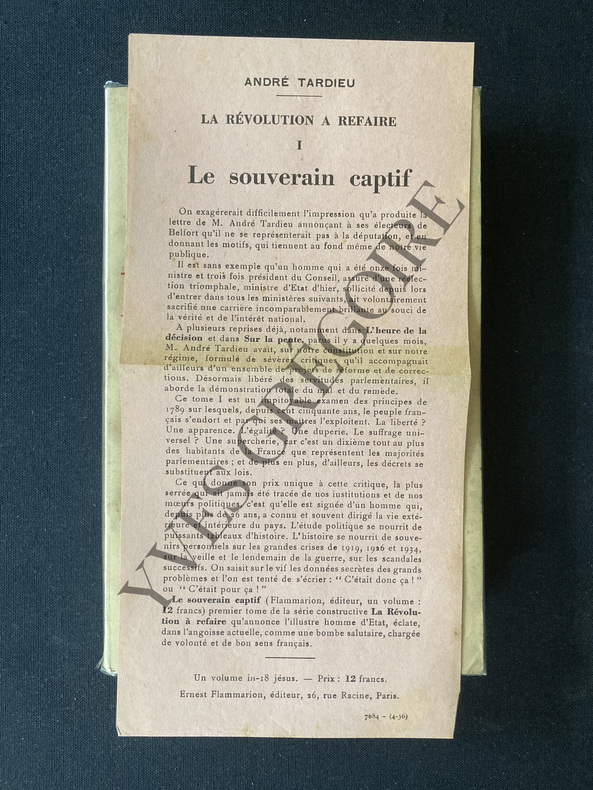 ANDRÉ TARDIEU
LA RÉVOLUTION A REFAIRE
I
Le souverain captif
On exagérerait difficilement l'impression qu'a produite la
lettre de M. André Tardieu annonçant à ses électeurs de
Belfort qu'il ne se représenterait pas à la députation, et en
donnant les motifs, qui tiennent au fond même de notre vie
publique.
Il est sans exemple qu'un homme qui a été onze fois mi-
nistre et trois fois président du Conseil, assuré d'une réélec-
tion triomphale, ministre d'Etat d'hier, sollicité depuis lors
d'entrer dans tous les ministères suivants, ait volontairement
sacrifié une carrière incomparablement brillante au souci de
la vérité et de l'intérêt national.
A plusieurs reprises déjà, notamment dans L'heure de la
décision et dans Sur la pente, paru il y a quelques mois,
M. André Tardieu avait, sur notre constitution et sur notre
régime, formulé de sévères critiques qu'il accompagnait
d'ailleurs d'un ensemble de projets de réforme et de correc-
tions. Désormais libéré des servitudes parlementaires, il
aborde la démonstration totale du mal et du remède.
Ce tome I est un impitoyable examen des principes de
1789 sur lesquels, depuis cent cinquante ans, le peuple fran-
çais s'endort et par où ses maîtres l'exploitent. La liberté ?
Une apparence. L'égalité ? Une duperie. Le suffrage uni-
versel ? Une supercherie, car c'est un dixième tout au plus
des habitants de la France que représentent les majorités
parlementaires ; et de plus en plus, d'ailleurs, les décrets se
substituent aux lois.
Ce qui donne un prix unique à cette critique, la plus
serrée qui ait jamais été tracée de nos institutions et de nos
mœurs politiques, c'est qu'elle est signée d'un homme qui,
depuis plus de 30 ans, a connu et souvent dirigé la vie exté-
rieure et intérieure du pays. L'étude politique se nourrit de
puissants tableaux d'histoire. L'histoire se nourrit de souve-
nirs personnels sur les grandes crises de 1919, 1926 et 1934,
sur la veille et le lendemain de la guerre, sur les scandales
successifs. On saisit sur le vif les données secrètes des grands
problèmes et l'on est tenté de s'écrier : " C'était donc ça ! "
ou " C'était pour ça ! "
Le souverain captif (Flammarion, éditeur, un volume :
12 francs) premier tome de la série constructive La Révolu-
tion à refaire qu'annonce l'illustre homme d'Etat, éclate,
dans l'angoisse actuelle, comme une bombe salutaire, chargée
de volonté et de bon sens français.
Un volume in-18 jésus. — Prix : 12 francs.
Ernest Flammarion, éditeur, 26, rue Racine, Paris.
7684 - (4-36)
YVES GRÉGOIRE